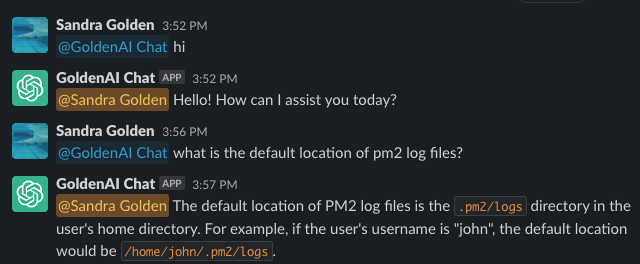 Sandra Golden 3:52 PM
@GoldenAI Chat hi
GoldenAI Chat APP 3:52 PM
@Sandra Golden Hello! How can I assist you today?
Sandra Golden 3:56 PM
@GoldenAI Chat what is the default location of pm2 log files?
GoldenAI Chat APP 3:57 PM
@Sandra Golden The default location of PM2 log files is the .pm2/logs directory in the
user's home directory. For example, if the user's username is "john", the default location
would be /home/john/.pm2/logs.